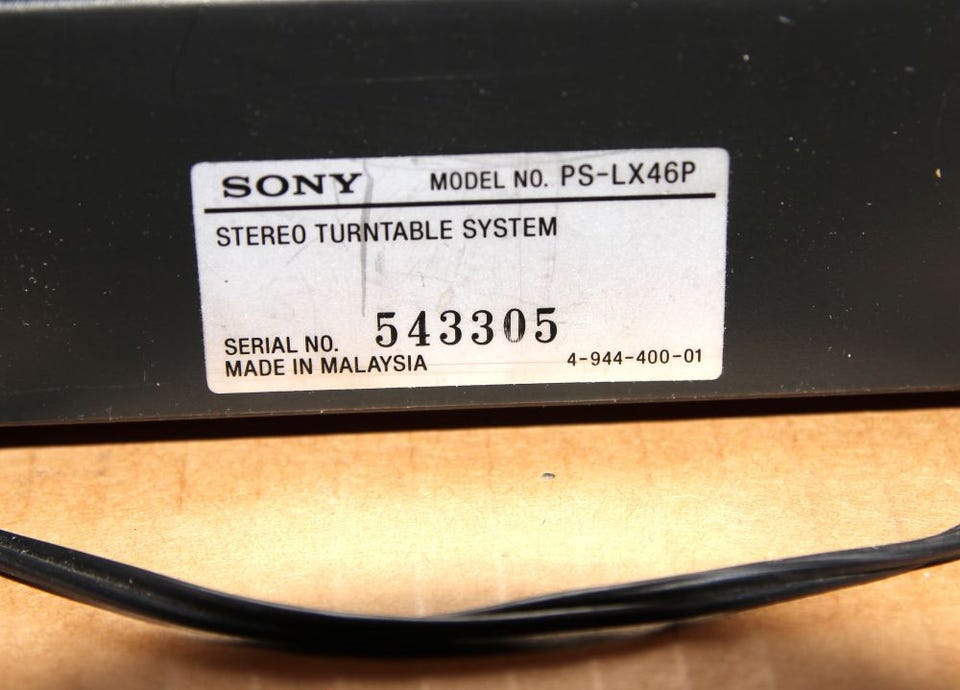 SONY MODEL NO. PS-LX46P
STEREO TURNTABLE SYSTEM
SERIAL NO. 543305
MADE IN MALAYSIA 4-944-400-01